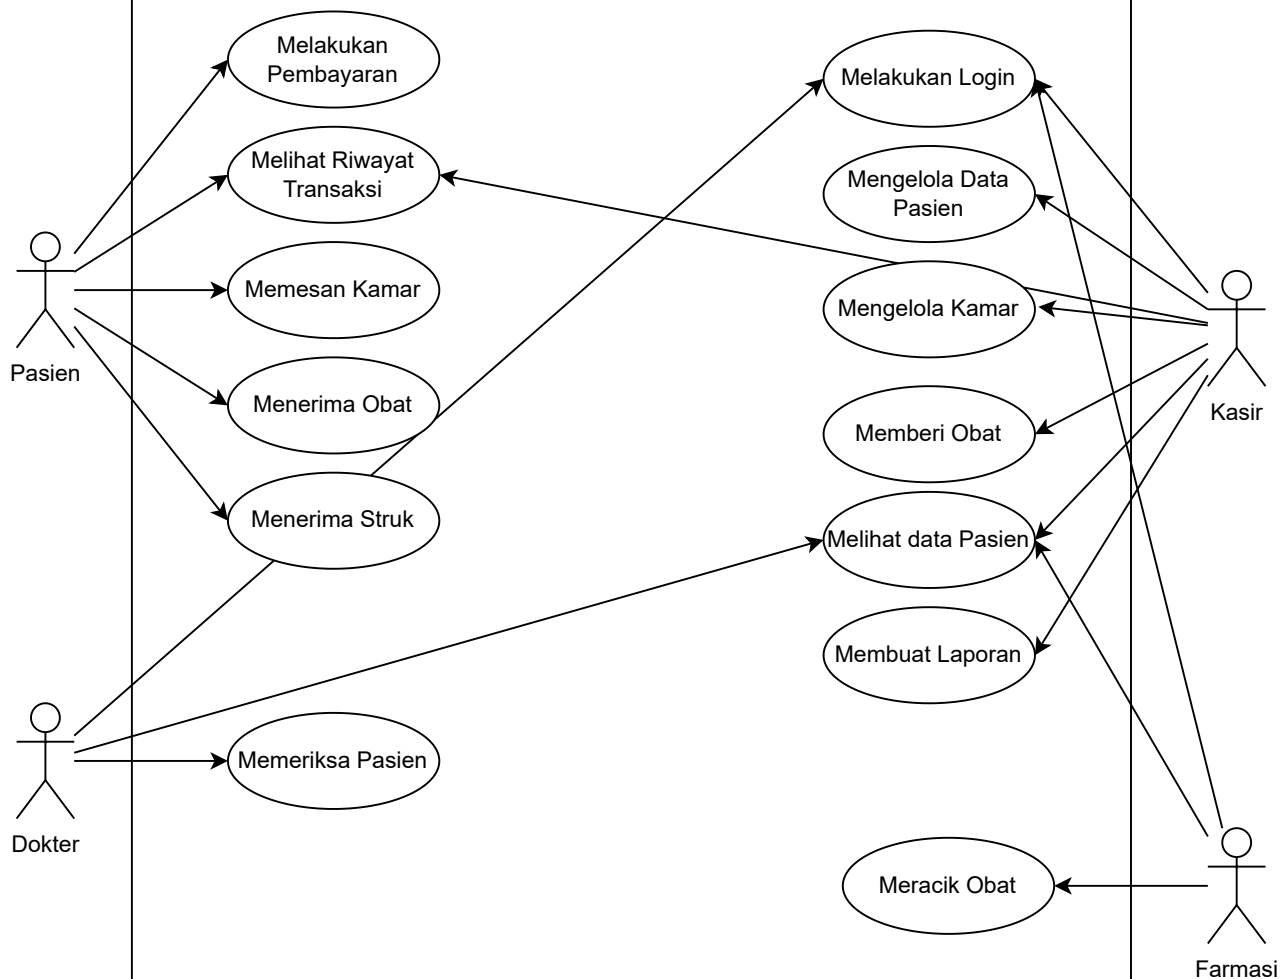 Melakukan
Pembayaran
Melihat Riwayat
Transaksi
Memesan Kamar
Menerima Obat
Menerima Struk
Memeriksa Pasien
Pasien
Dokter
Melakukan Login
Mengelola Data
Pasien
Mengelola Kamar
Memberi Obat
Melihat data Pasien
Membuat Laporan
Meracik Obat
Kasir
Farmasi